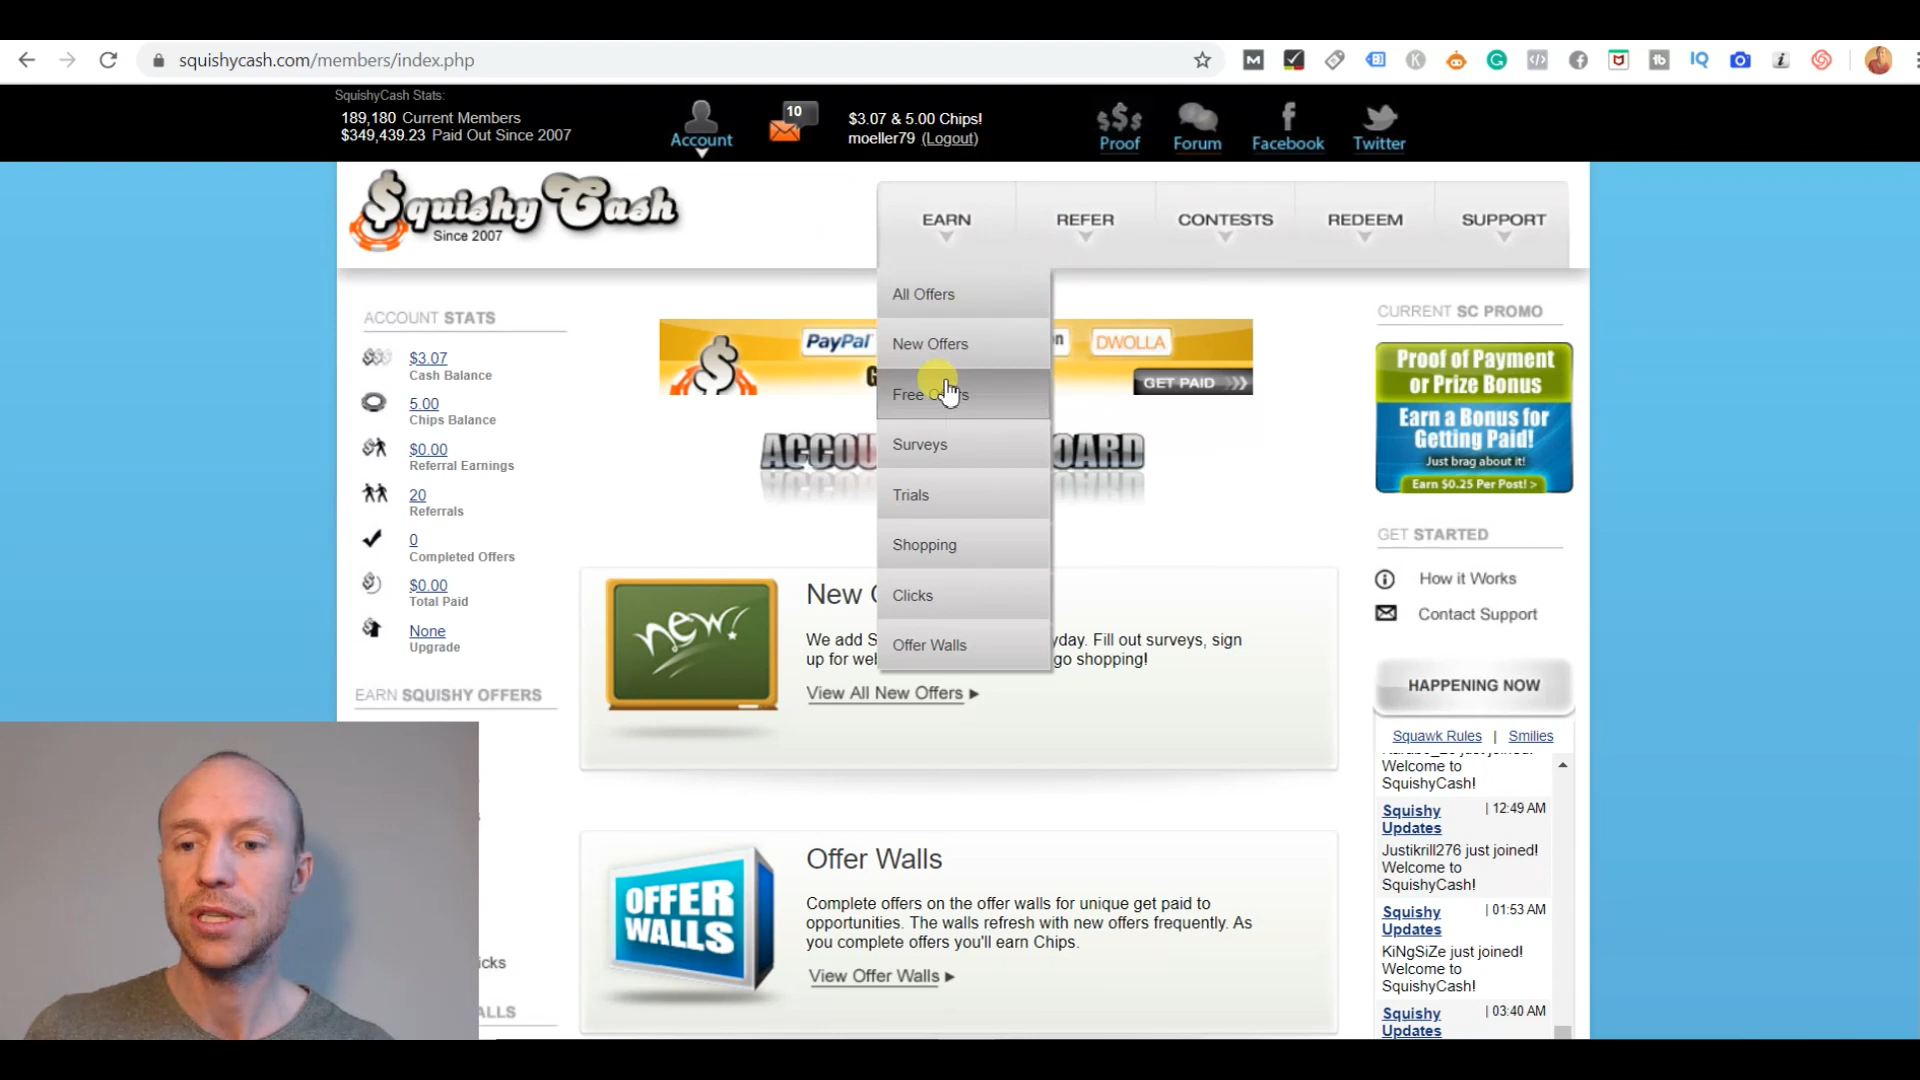 squishycash.com/members/index.php
SquishyCash Stats:
189,180 Current Members
$349,439.23 Paid Out Since 2007
Account
10
$3.07 & 5.00 Chips!
moeller79 (Logout)
Proof
Forum
Facebook
Twitter
$quishy Cash
Since 2007
EARN
REFER
CONTESTS
REDEEM
SUPPORT
All Offers
New Offers
Free
Surveys
Trials
Shopping
Clicks
Offer Walls
ACCOUNT STATS
$3.07
Cash Balance
5.00
Chips Balance
$0.00
Referral Earnings
20
Referrals
0
Completed Offers
$0.00
Total Paid
None
Upgrade
EARN SQUISHY OFFERS
PayPal
DWOLLA
GET PAID
new!
New
We add
yday. Fill out surveys, sign
up for
go shopping!
View All New Offers
OFFER
WALLS
Offer Walls
Complete offers on the offer walls for unique get paid to
opportunities. The walls refresh with new offers frequently. As
you complete offers you'll earn Chips.
View Offer Walls
CURRENT SC PROMO
Proof of Payment
or Prize Bonus
Earn a Bonus for
Getting Paid!
Just brag about it!
Earn $0.25 Per Post! >
GET STARTED
How it Works
Contact Support
HAPPENING NOW
Squawk Rules | Smilies
just joined!
Welcome to
SquishyCash!
Squishy
Updates
| 12:49 AM
Justikrill276 just joined!
Welcome to
SquishyCash!
Squishy
Updates
| 01:53 AM
KiNgSiZe just joined!
Welcome to
SquishyCash!
Squishy
Updates
| 03:40 AM